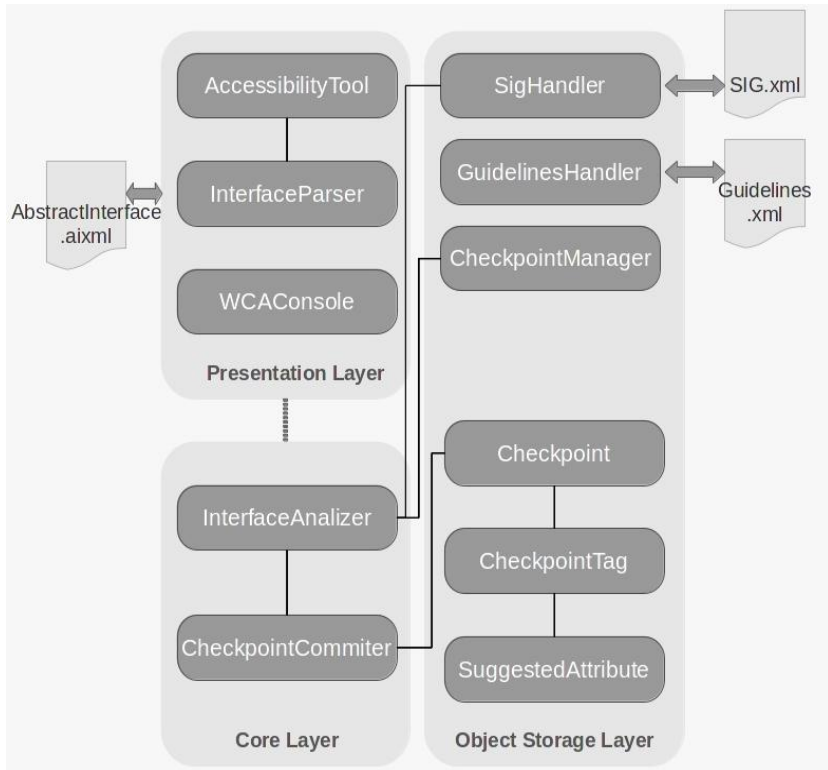 AccessibilityTool
InterfaceParser
WCAConsole
Presentation Layer
AbstractInterface
.aixml
InterfaceAnalizer
CheckpointCommiter
Core Layer
SigHandler
GuidelinesHandler
CheckpointManager
Checkpoint
CheckpointTag
SuggestedAttribute
Object Storage Layer
SIG.xml
Guidelines
.xml